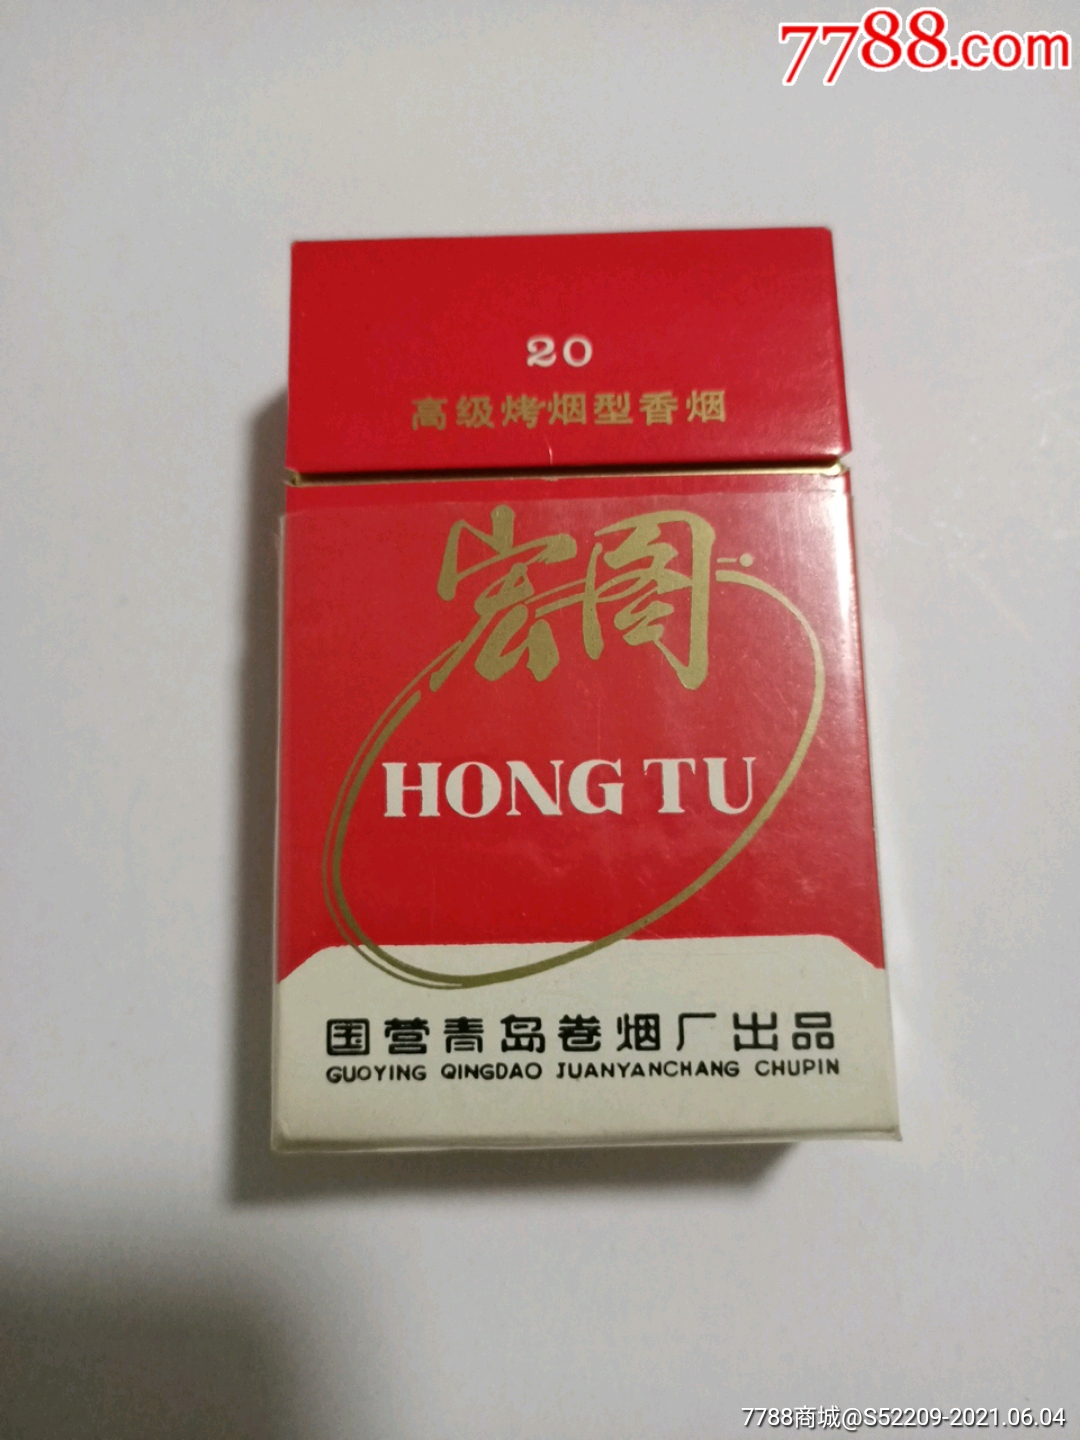 7788.com
20
高级烤烟型香烟
宏图
HONG TU
国营青岛卷烟厂出品
GUOYING QINGDAO JUANYANCHANG CHUPIN
7788商城@S52209-2021.06.04